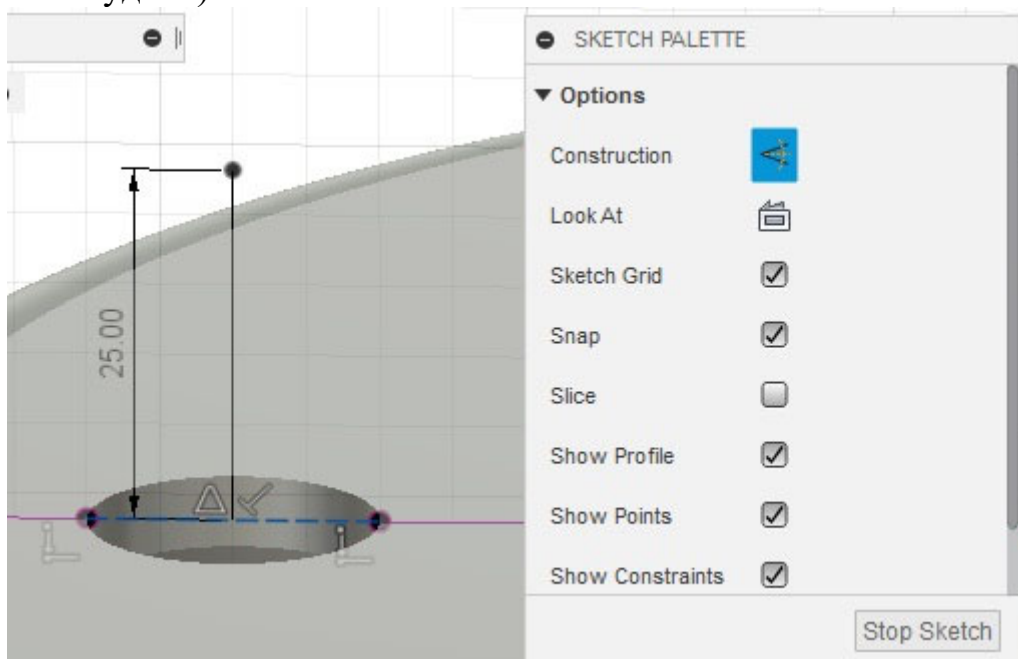 SKETCH PALETTE
Options
Construction
Look At
Sketch Grid
Snap
Slice
Show Profile
Show Points
Show Constraints
Stop Sketch
25.00